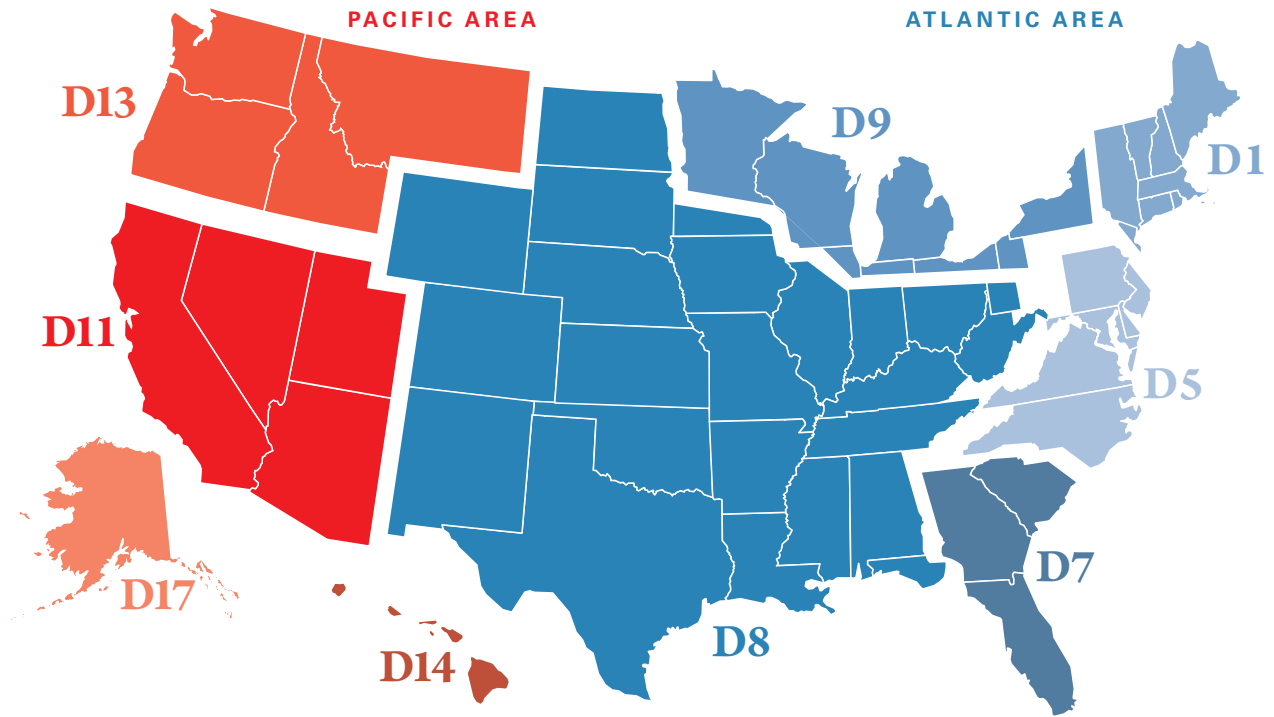 PACIFIC AREA
ATLANTIC AREA
D13
D9
D1
D11
D5
D17
D7
D14
D8